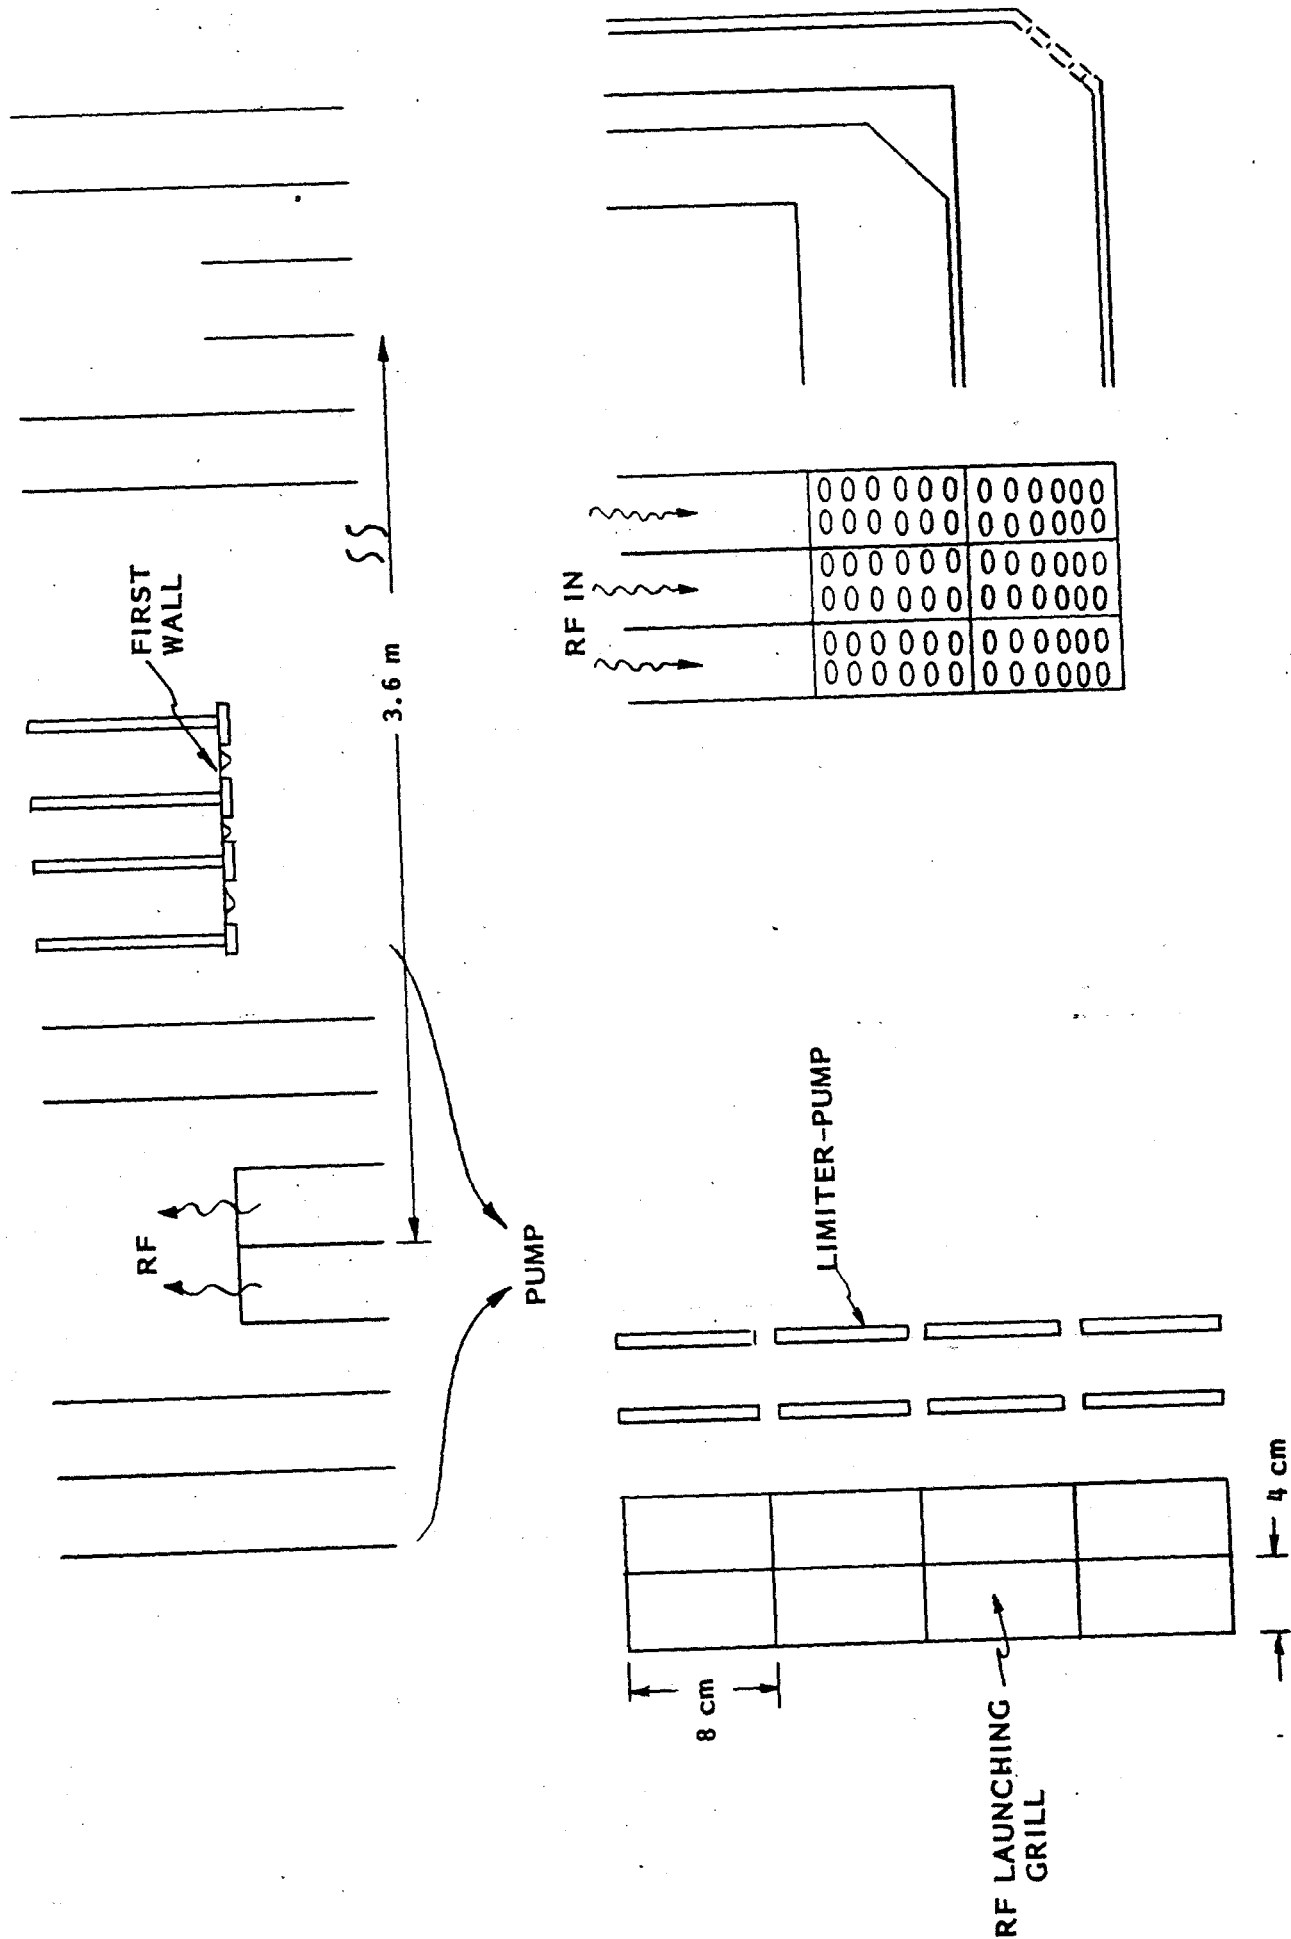 FIRST
WALL
RF
3.6 m
PUMP
RF IN
LIMITER-PUMP
8 cm
4 cm
RF LAUNCHING
GRILL